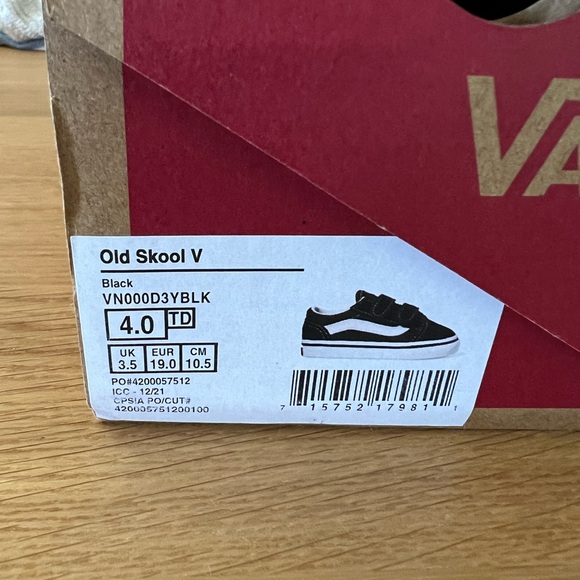 VA
Old Skool V
Black
VN000D3YBLK
4.0 TD
UK EUR CM
3.5 19.0 10.5
PO#4200057512
ICC - 12/21
CPSIA PO/CUT#
420005751200100
7 15752 17981 1